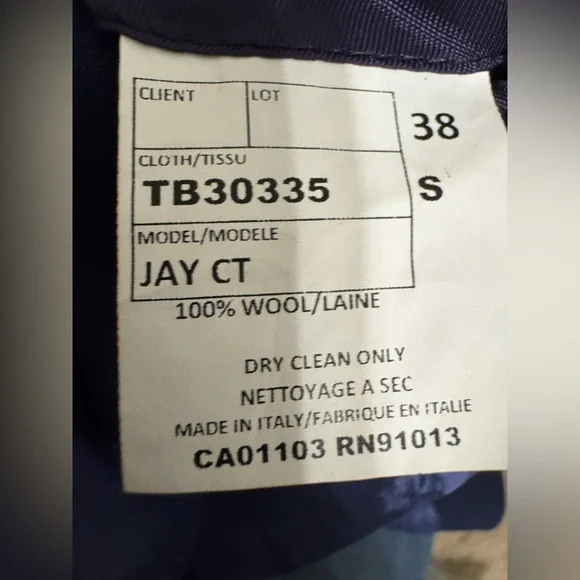 CLIENT LOT
38
CLOTH/TISSU
TB30335 S
MODEL/MODELE
JAY CT
100% WOOL/LAINE
DRY CLEAN ONLY
NETTOYAGE A SEC
MADE IN ITALY/FABRIQUE EN ITALIE
CA01103 RN91013